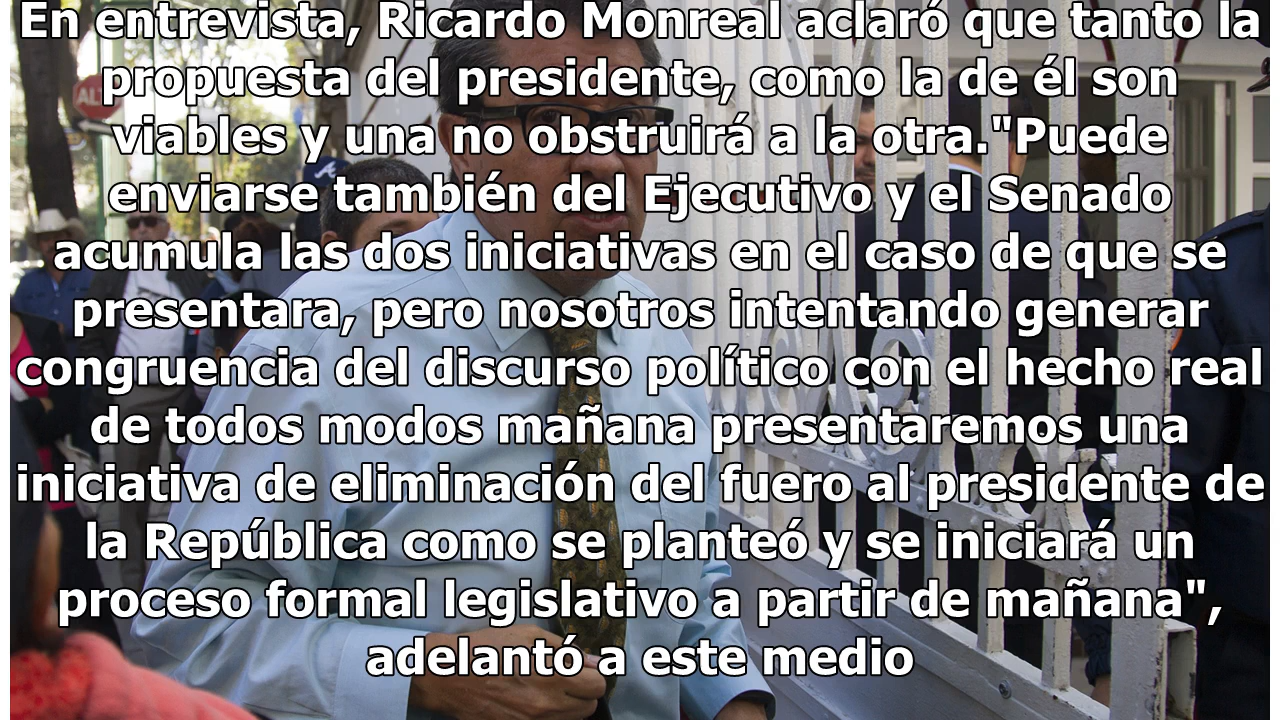 En entrevista, Ricardo Monreal aclaró que tanto la
propuesta del presidente, como la de él son
viables y una no obstruirá a la otra."Puede
enviarse también del Ejecutivo y el Senado
acumula las dos iniciativas en el caso de que se
presentara, pero nosotros intentando generar
congruencia del discurso político con el hecho real
de todos modos mañana presentaremos una
iniciativa de eliminación del fuero al presidente de
la República como se planteó y se iniciará un
proceso formal legislativo a partir de mañana",
adelantó a este medio